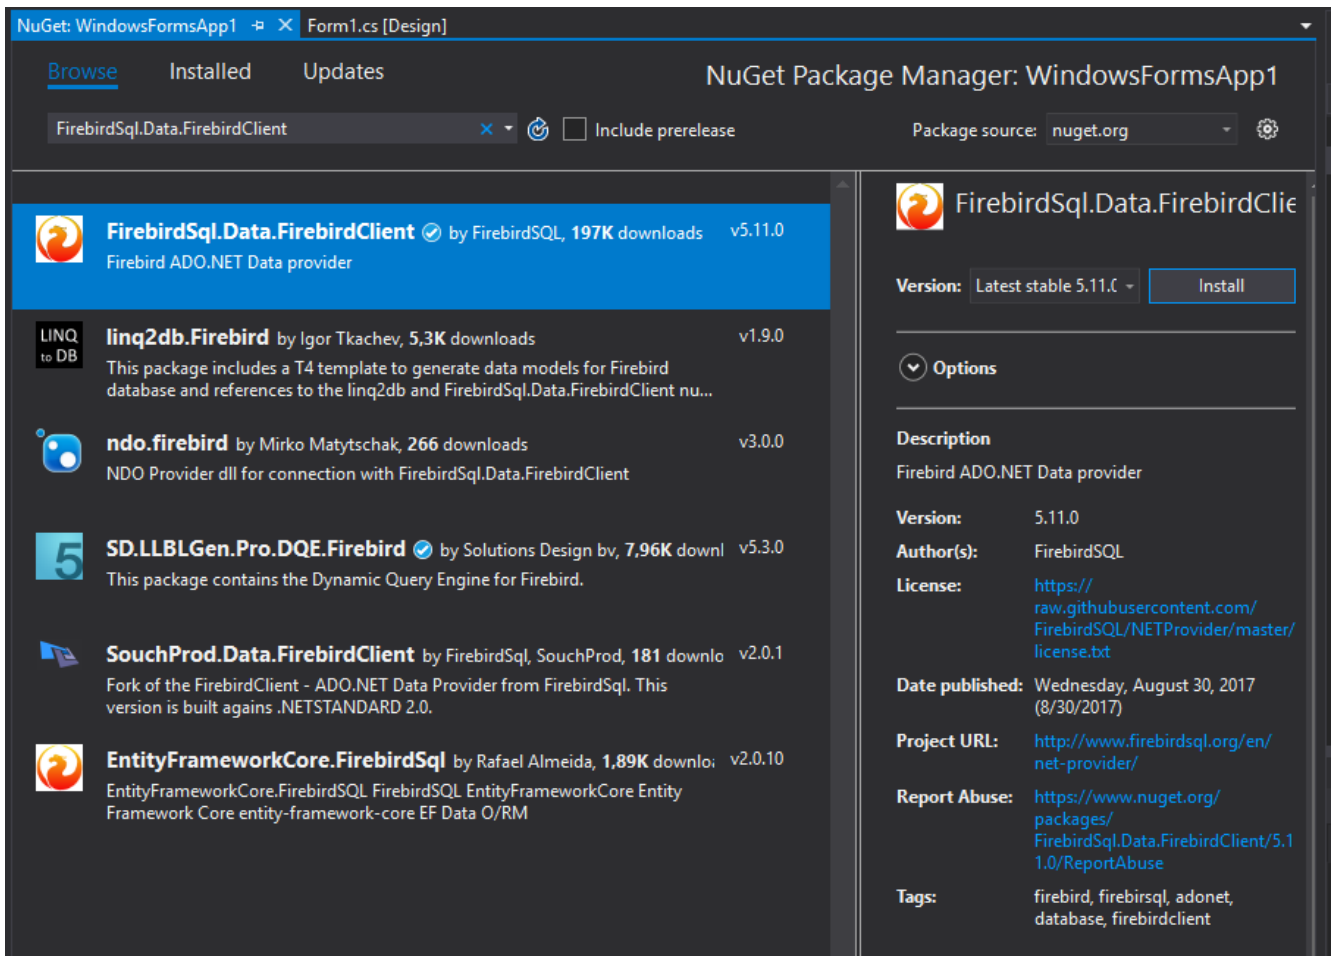 NuGet: WindowsFormsApp1
Form1.cs [Design]
Browse
Installed
Updates
NuGet Package Manager: WindowsFormsApp1
FirebirdSql.Data.FirebirdClient
Include prerelease
Package source:
nuget.org
FirebirdSql.Data.FirebirdClient by FirebirdSQL, 197K downloads
v5.11.0
Firebird ADO.NET Data provider
LINQ
to DB
linq2db.Firebird by Igor Tkachev, 5,3K downloads
v1.9.0
This package includes a T4 template to generate data models for Firebird
database and references to the linq2db and FirebirdSql.Data.FirebirdClient nu...
ndo.firebird by Mirko Matytschak, 266 downloads
v3.0.0
NDO Provider dll for connection with FirebirdSql.Data.FirebirdClient
5
SD.LLBLGen.Pro.DQE.Firebird by Solutions Design bv, 7,96K downl
v5.3.0
This package contains the Dynamic Query Engine for Firebird.
SouchProd.Data.FirebirdClient by FirebirdSql, SouchProd, 181 downlo
v2.0.1
Fork of the FirebirdClient - ADO.NET Data Provider from FirebirdSql. This
version is built agains .NETSTANDARD 2.0.
EntityFrameworkCore.FirebirdSql by Rafael Almeida, 1,89K downloa
v2.0.10
EntityFrameworkCore.FirebirdSQL FirebirdSQL EntityFrameworkCore Entity
Framework Core entity-framework-core EF Data O/RM
FirebirdSql.Data.FirebirdClie
Version:
Latest stable 5.11.0
Install
Options
Description
Firebird ADO.NET Data provider
Version:
5.11.0
Author(s):
FirebirdSQL
License:
https://
raw.githubusercontent.com/
FirebirdSQL/NETProvider/master/
license.txt
Date published:
Wednesday, August 30, 2017
(8/30/2017)
Project URL:
http://www.firebirdsql.org/en/
net-provider/
Report Abuse:
https://www.nuget.org/
packages/
FirebirdSql.Data.FirebirdClient/5.1
1.0/ReportAbuse
Tags:
firebird, firebirsql, adonet,
database, firebirdclient